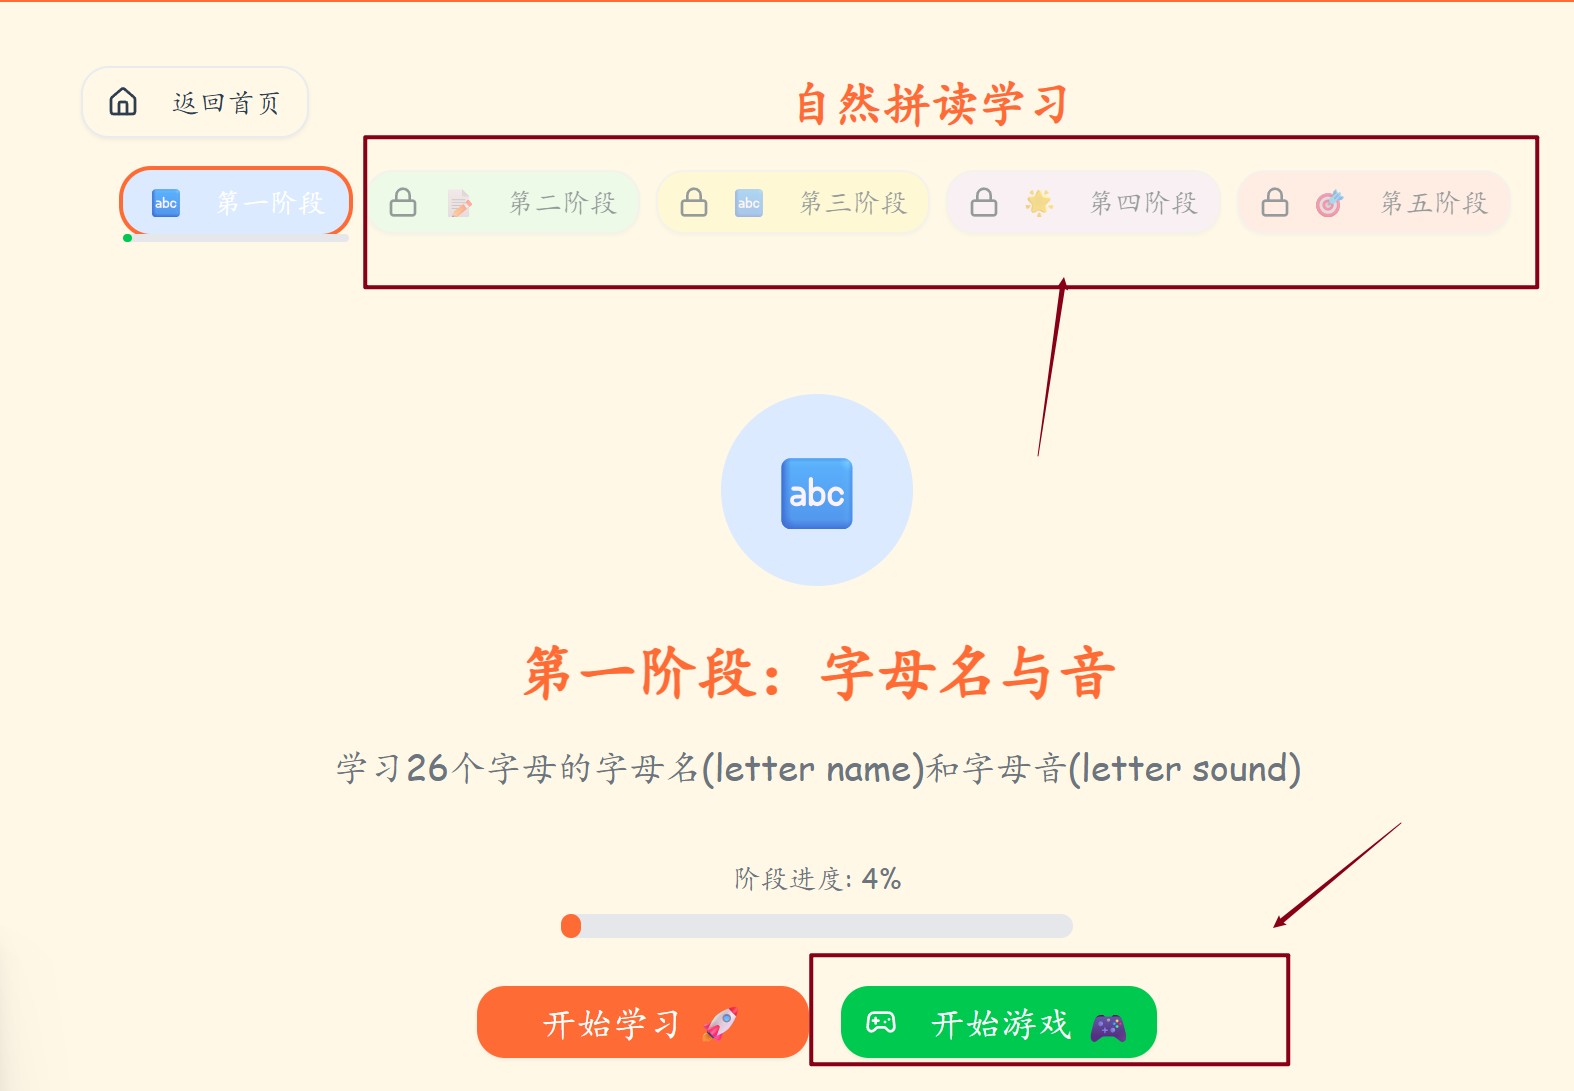 返回首页
自然拼读学习
abc 第一阶段 第二阶段 abc 第三阶段 第四阶段 第五阶段
abc
第一阶段：字母名与音
学习26个字母的字母名(letter name)和字母音(letter sound)
阶段进度: 4%
开始学习 开始游戏